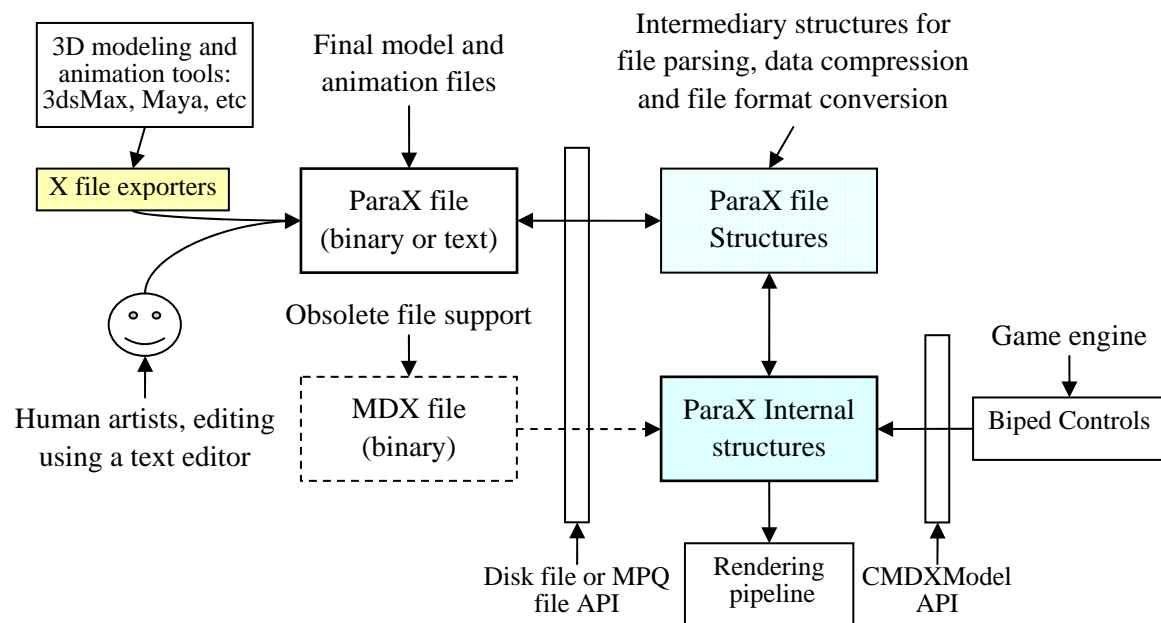 3D modeling and
animation tools:
3dsMax, Maya, etc
X file exporters
Final model and
animation files
Intermediary structures for
file parsing, data compression
and file format conversion
ParaX file
(binary or text)
ParaX file
Structures
Obsolete file support
MDX file
(binary)
ParaX Internal
structures
Game engine
Biped Controls
Human artists, editing
using a text editor
Disk file or MPQ
file API
Rendering
pipeline
CMDXModel
API